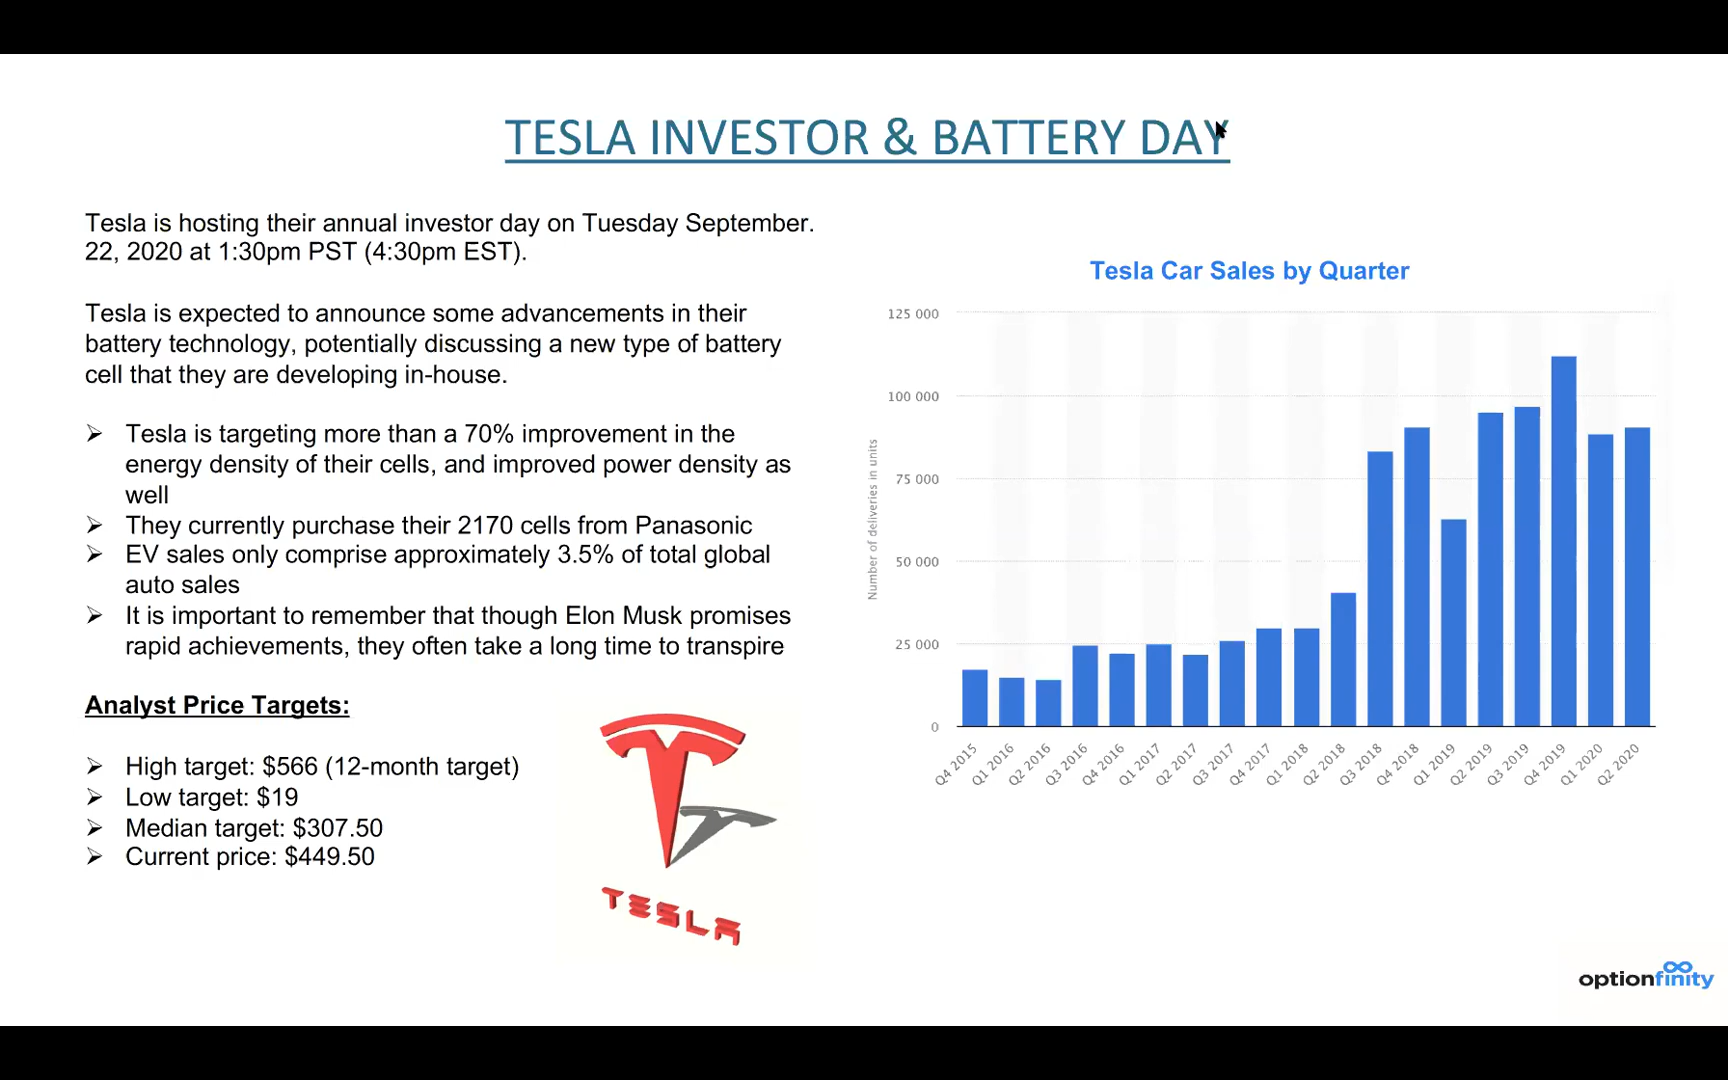 TESLA INVESTOR & BATTERY DAY
Tesla is hosting their annual investor day on Tuesday September.
22, 2020 at 1:30pm PST (4:30pm EST).
Tesla is expected to announce some advancements in their
battery technology, potentially discussing a new type of battery
cell that they are developing in-house.
➢ Tesla is targeting more than a 70% improvement in the
energy density of their cells, and improved power density as
well
➢ They currently purchase their 2170 cells from Panasonic
➢ EV sales only comprise approximately 3.5% of total global
auto sales
➢ It is important to remember that though Elon Musk promises
rapid achievements, they often take a long time to transpire
Analyst Price Targets:
➢ High target: $566 (12-month target)
➢ Low target: $19
➢ Median target: $307.50
➢ Current price: $449.50
TESLA
Tesla Car Sales by Quarter
Number of deliveries in units
125 000
100 000
75 000
50 000
25 000
0
Q4 2015
Q1 2016
Q2 2016
Q3 2016
Q4 2016
Q1 2017
Q2 2017
Q3 2017
Q4 2017
Q1 2018
Q2 2018
Q3 2018
Q4 2018
Q1 2019
Q2 2019
Q3 2019
Q4 2019
Q1 2020
Q2 2020
optionfinity